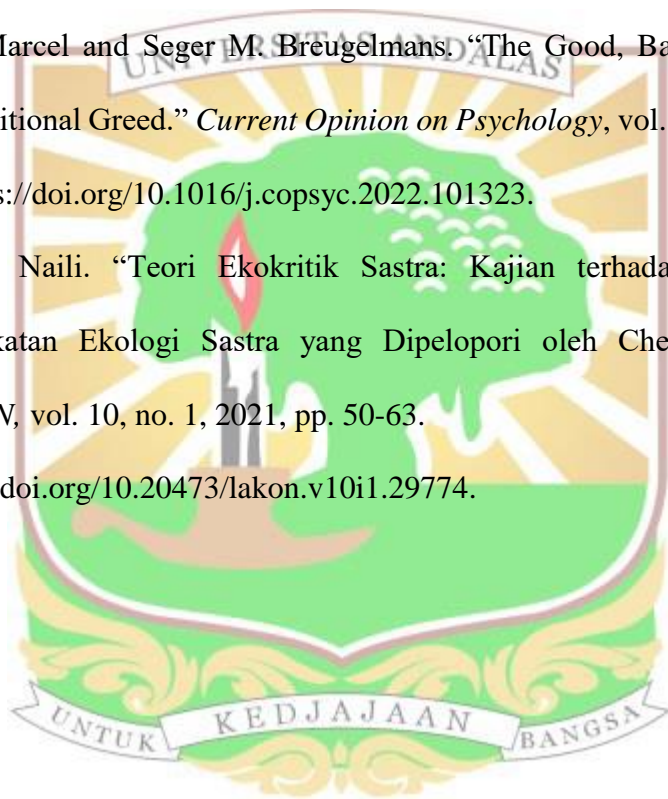 UNIVERSITAS ANDALAS
Marcel and Seger M. Breugelmans. “The Good, Ba
itional Greed.” Current Opinion on Psychology, vol.
s://doi.org/10.1016/j.copsyc.2022.101323.
Naili. “Teori Ekokritik Sastra: Kajian terhada
katan Ekologi Sastra yang Dipelopori oleh Che
N, vol. 10, no. 1, 2021, pp. 50-63.
doi.org/10.20473/lakon.v10i1.29774.
UNTUK KEDJAJAAN BANGSA